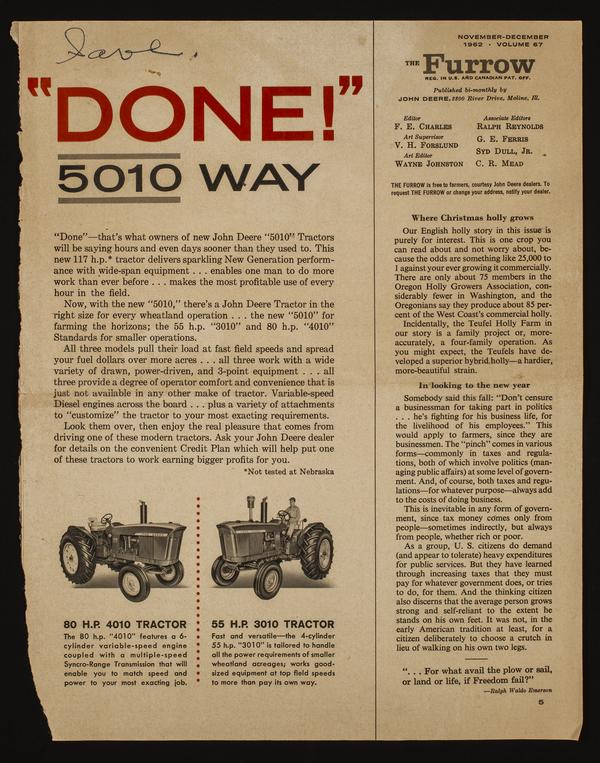 Save.
"DONE!"
5010 WAY
"Done"—that's what owners of new John Deere "5010" Tractors
will be saying hours and even days sooner than they used to. This
new 117 h.p.* tractor delivers sparkling New Generation perform-
ance with wide-span equipment . . . enables one man to do more
work than ever before . . . makes the most profitable use of every
hour in the field.
Now, with the new "5010," there's a John Deere Tractor in the
right size for every wheatland operation . . . the new "5010" for
farming the horizons; the 55 h.p. "3010" and 80 h.p. "4010"
Standards for smaller operations.
All three models pull their load at fast field speeds and spread
your fuel dollars over more acres . . . all three work with a wide
variety of drawn, power-driven, and 3-point equipment . . . all
three provide a degree of operator comfort and convenience that is
just not available in any other make of tractor. Variable-speed
Diesel engines across the board . . . plus a variety of attachments
to "customize" the tractor to your most exacting requirements.
Look them over, then enjoy the real pleasure that comes from
driving one of these modern tractors. Ask your John Deere dealer
for details on the convenient Credit Plan which will help put one
of these tractors to work earning bigger profits for you.
*Not tested at Nebraska
80 H.P. 4010 TRACTOR
The 80 h.p. "4010" features a 6-
cylinder variable-speed engine
coupled with a multiple-speed
Syncro-Range Transmission that will
enable you to match speed and
power to your most exacting job.
55 H.P. 3010 TRACTOR
Fast and versatile—the 4-cylinder
55 h.p. "3010" is tailored to handle
all the power requirements of smaller
wheatland acreages; works good-
sized equipment at top field speeds
to more than pay its own way.
NOVEMBER-DECEMBER
1962 • VOLUME 67
THE Furrow
REG. IN U.S. AND CANADIAN PAT. OFF.
Published bi-monthly by
JOHN DEERE, 3300 River Drive, Moline, Ill.
Editor
F. E. CHARLES
Art Supervisor
V. H. FORSLUND
Art Editor
WAYNE JOHNSTON
Associate Editors
RALPH REYNOLDS
G. E. FERRIS
SYD DULL, JR.
C. R. MEAD
THE FURROW is free to farmers, courtesy John Deere dealers. To
request THE FURROW or change your address, notify your dealer.
Where Christmas holly grows
Our English holly story in this issue is
purely for interest. This is one crop you
can read about and not worry about, be-
cause the odds are something like 25,000 to
1 against your ever growing it commercially.
There are only about 75 members in the
Oregon Holly Growers Association, con-
siderably fewer in Washington, and the
Oregonians say they produce about 85 per-
cent of the West Coast's commercial holly.
Incidentally, the Teufel Holly Farm in
our story is a family project or, more-
accurately, a four-family operation. As
you might expect, the Teufels have de-
veloped a superior hybrid holly—a hardier,
more-beautiful strain.
In looking to the new year
Somebody said this fall: "Don't censure
a businessman for taking part in politics
. . . he's fighting for his business life, for
the livelihood of his employees." This
would apply to farmers, since they are
businessmen. The "pinch" comes in various
forms—commonly in taxes and regula-
tions, both of which involve politics (man-
aging public affairs) at some level of govern-
ment. And, of course, both taxes and regu-
lations—for whatever purpose—always add
to the costs of doing business.
This is inevitable in any form of govern-
ment, since tax money comes only from
people—sometimes indirectly, but always
from people, whether rich or poor.
As a group, U. S. citizens do demand
(and appear to tolerate) heavy expenditures
for public services. But they have learned
through increasing taxes that they must
pay for whatever government does, or tries
to do, for them. And the thinking citizen
also discerns that the average person grows
strong and self-reliant to the extent he
stands on his own feet. It was not, in the
early American tradition at least, for a
citizen deliberately to choose a crutch in
lieu of walking on his own two legs.
". . . For what avail the plow or sail,
or land or life, if Freedom fail?"
—Ralph Waldo Emerson
5